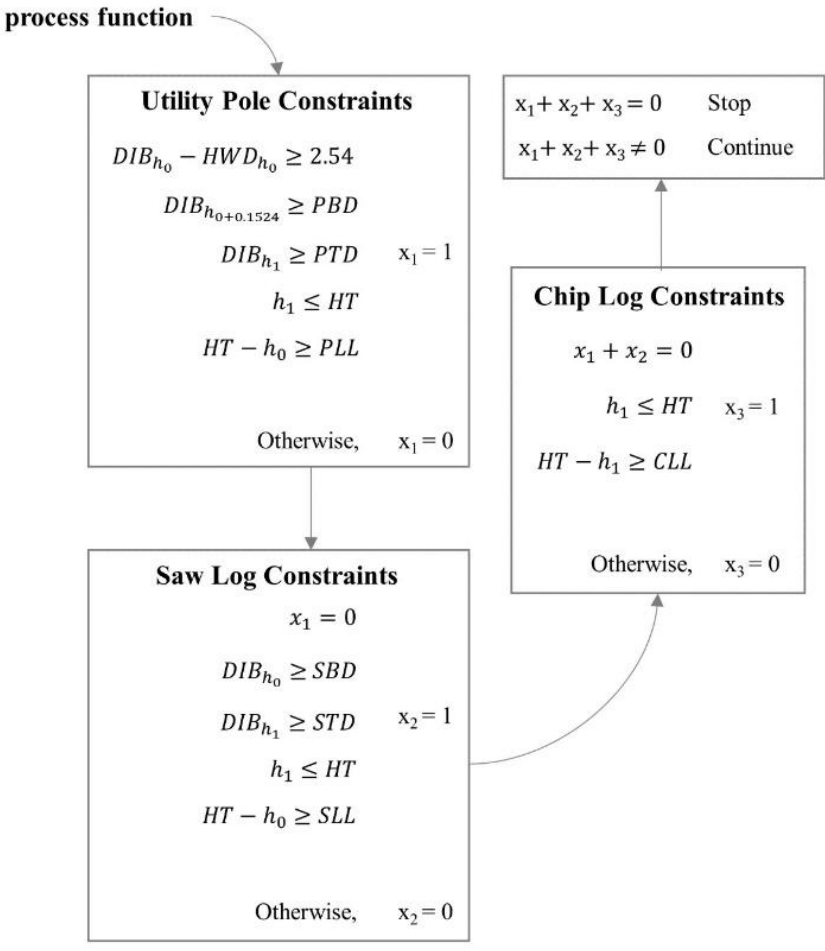 process function
Utility Pole Constraints
DIB_{h_0} − HWD_{h_0} ≥ 2.54
DIB_{h_{0+0.1524}} ≥ PBD
DIB_{h_1} ≥ PTD x_1 = 1
h_1 ≤ HT
HT − h_0 ≥ PLL
Otherwise, x_1 = 0
Saw Log Constraints
x_1 = 0
DIB_{h_0} ≥ SBD
DIB_{h_1} ≥ STD x_2 = 1
h_1 ≤ HT
HT − h_0 ≥ SLL
Otherwise, x_2 = 0
Chip Log Constraints
x_1 + x_2 = 0
h_1 ≤ HT x_3 = 1
HT − h_1 ≥ CLL
Otherwise, x_3 = 0
x_1 + x_2 + x_3 = 0 Stop
x_1 + x_2 + x_3 ≠ 0 Continue